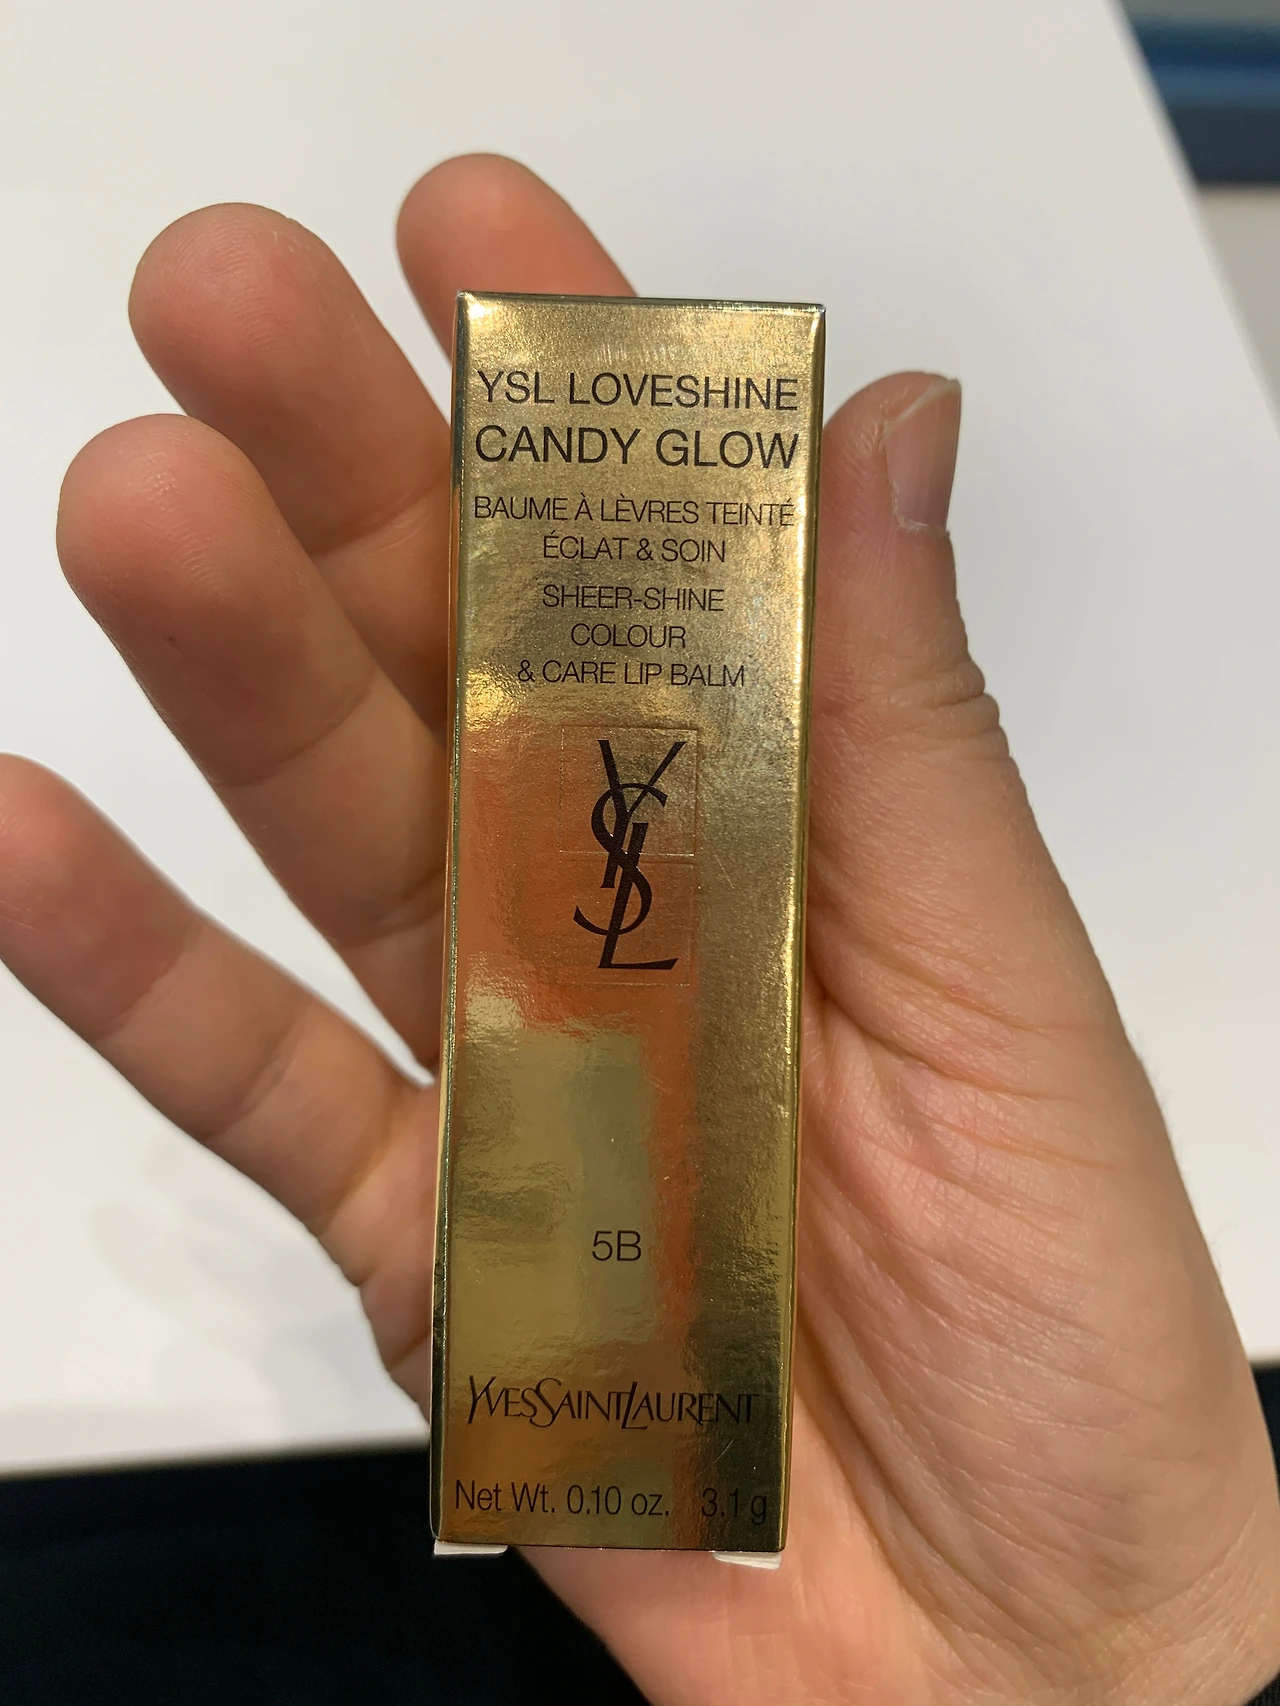 YSL LOVESHINE
CANDY GLOW
BAUME À LÈVRES TEINTÉ
ÉCLAT & SOIN
SHEER-SHINE
COLOUR
& CARE LIP BALM
YSL
5B
YVESSAINTLAURENT
Net Wt. 0.10 oz. 3.1 g